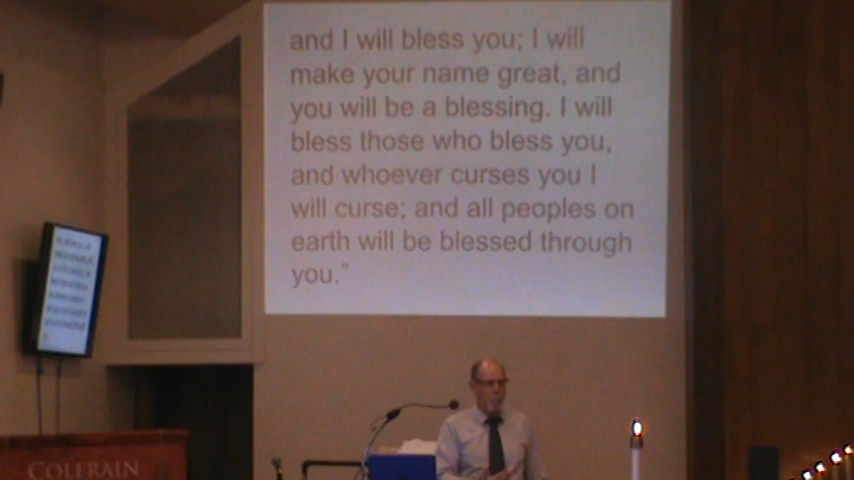 and I will bless you; I will
make your name great, and
you will be a blessing. I will
bless those who bless you,
and whoever curses you I
will curse; and all peoples on
earth will be blessed through
you."
COLERAIN